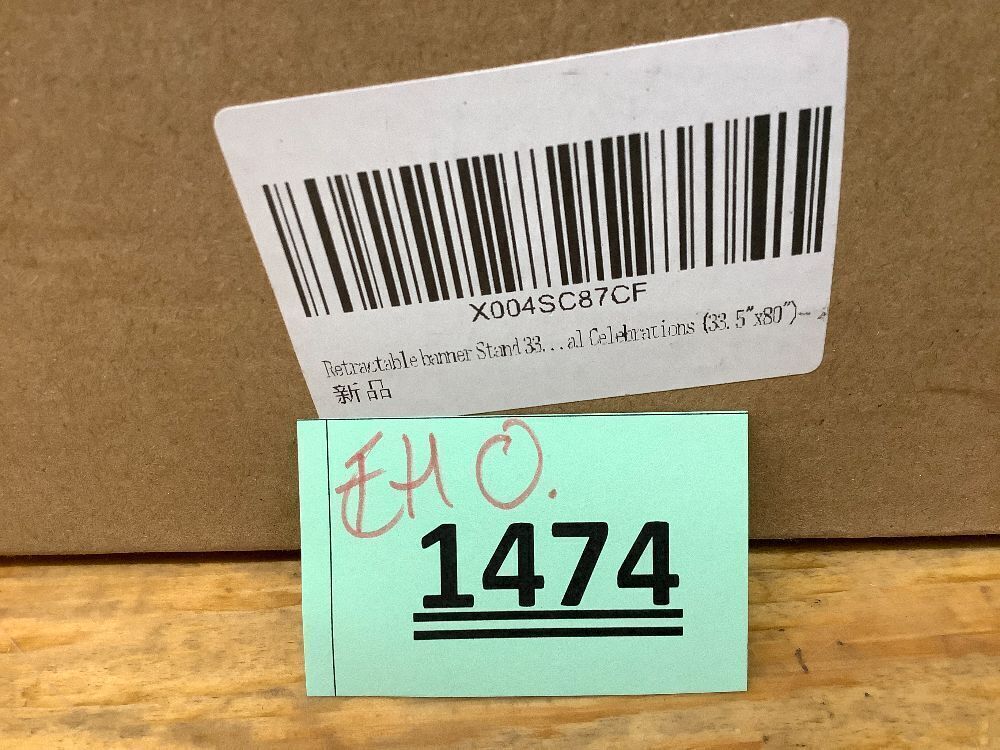 X004SC87CF
Retractable banner Stand 33...al Celebrations (33.5"x80")-
新品
EHO.
1474